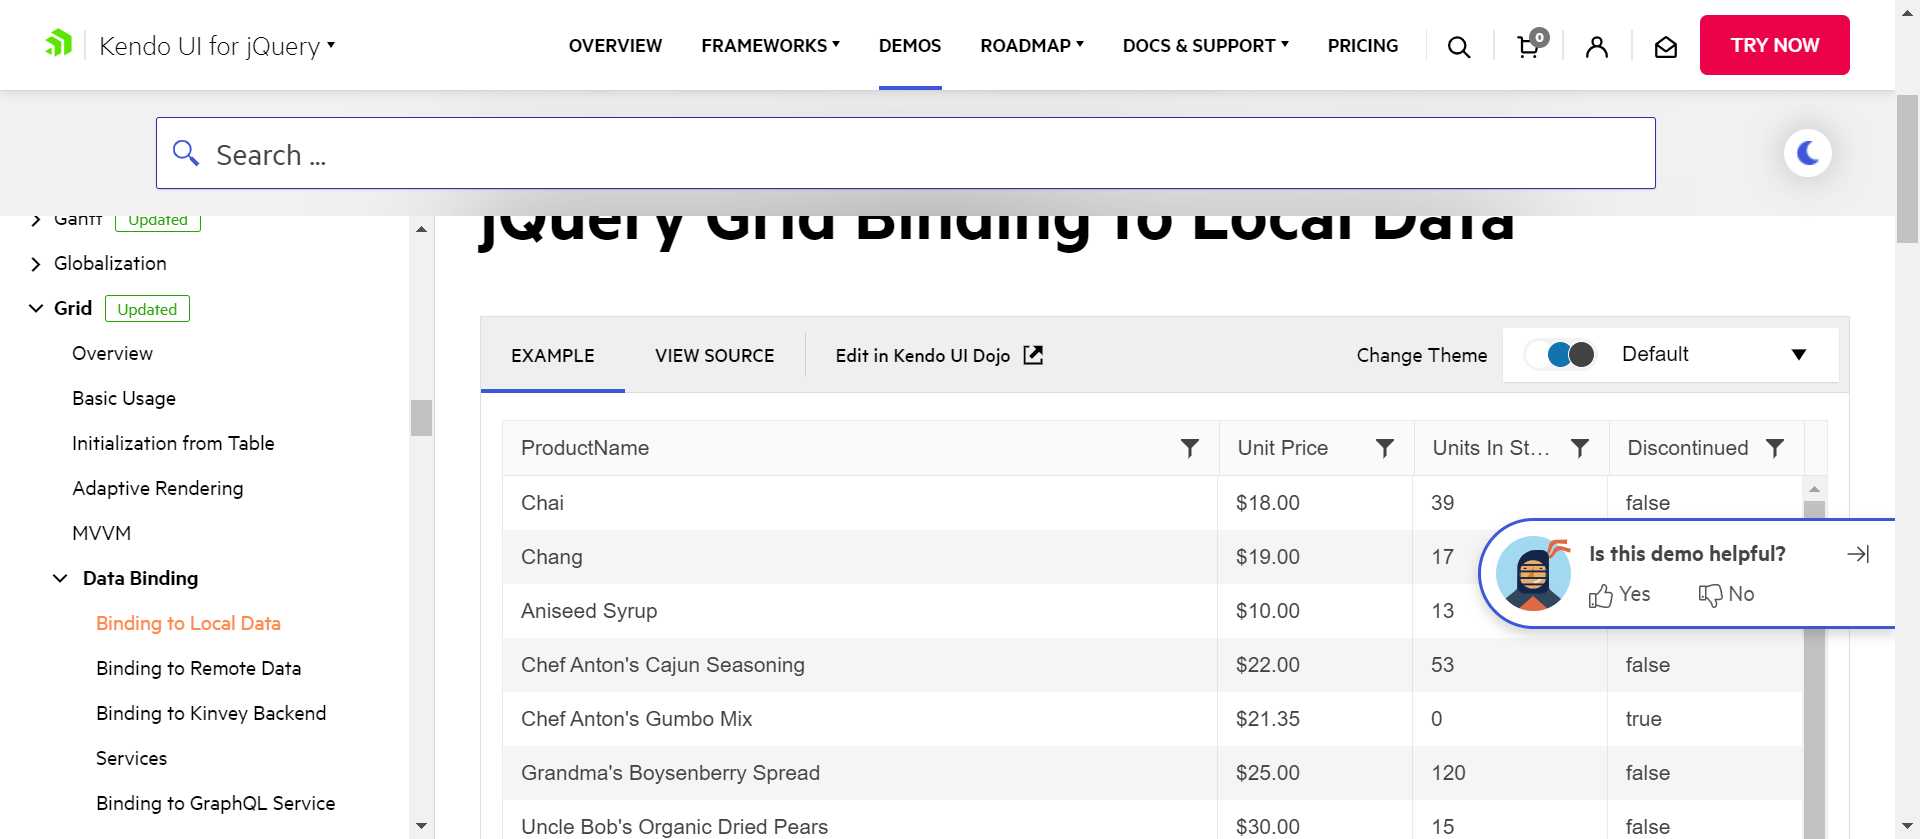 Kendo UI for jQuery
OVERVIEW
FRAMEWORKS
DEMOS
ROADMAP
DOCS & SUPPORT
PRICING
0
TRY NOW
Search ...
Gantt Updated
Globalization
Grid Updated
Overview
Basic Usage
Initialization from Table
Adaptive Rendering
MVVM
Data Binding
Binding to Local Data
Binding to Remote Data
Binding to Kinvey Backend
Services
Binding to GraphQL Service
jQuery Grid Binding to Local Data
EXAMPLE VIEW SOURCE Edit in Kendo UI Dojo Change Theme Default
ProductName Unit Price Units In St... Discontinued
Chai $18.00 39 false
Chang $19.00 17
Aniseed Syrup $10.00 13
Chef Anton's Cajun Seasoning $22.00 53 false
Chef Anton's Gumbo Mix $21.35 0 true
Grandma's Boysenberry Spread $25.00 120 false
Uncle Bob's Organic Dried Pears $30.00 15 false
Is this demo helpful?
Yes No